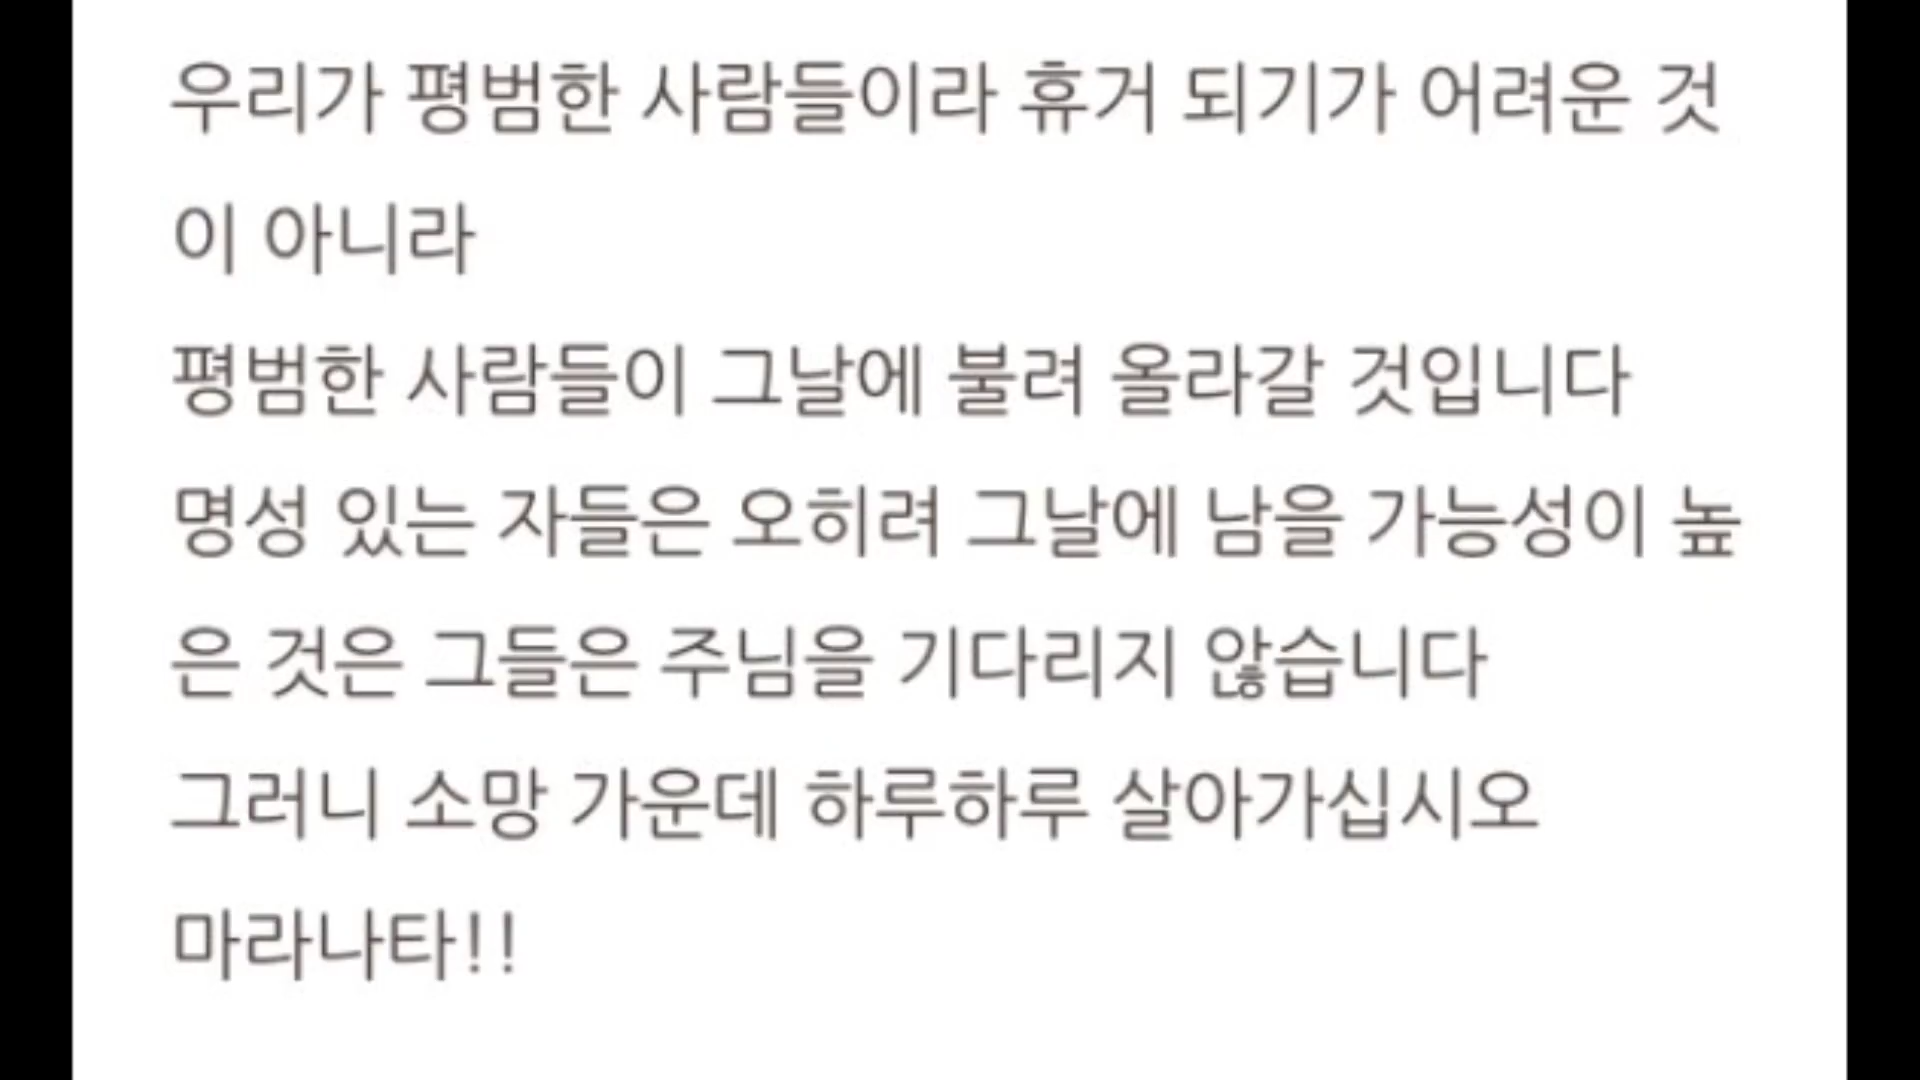 우리가 평범한 사람들이라 휴거 되기가 어려운 것
이 아니라
평범한 사람들이 그날에 불려 올라갈 것입니다
명성 있는 자들은 오히려 그날에 남을 가능성이 높
은 것은 그들은 주님을 기다리지 않습니다
그러니 소망 가운데 하루하루 살아가십시오
마라나타!!